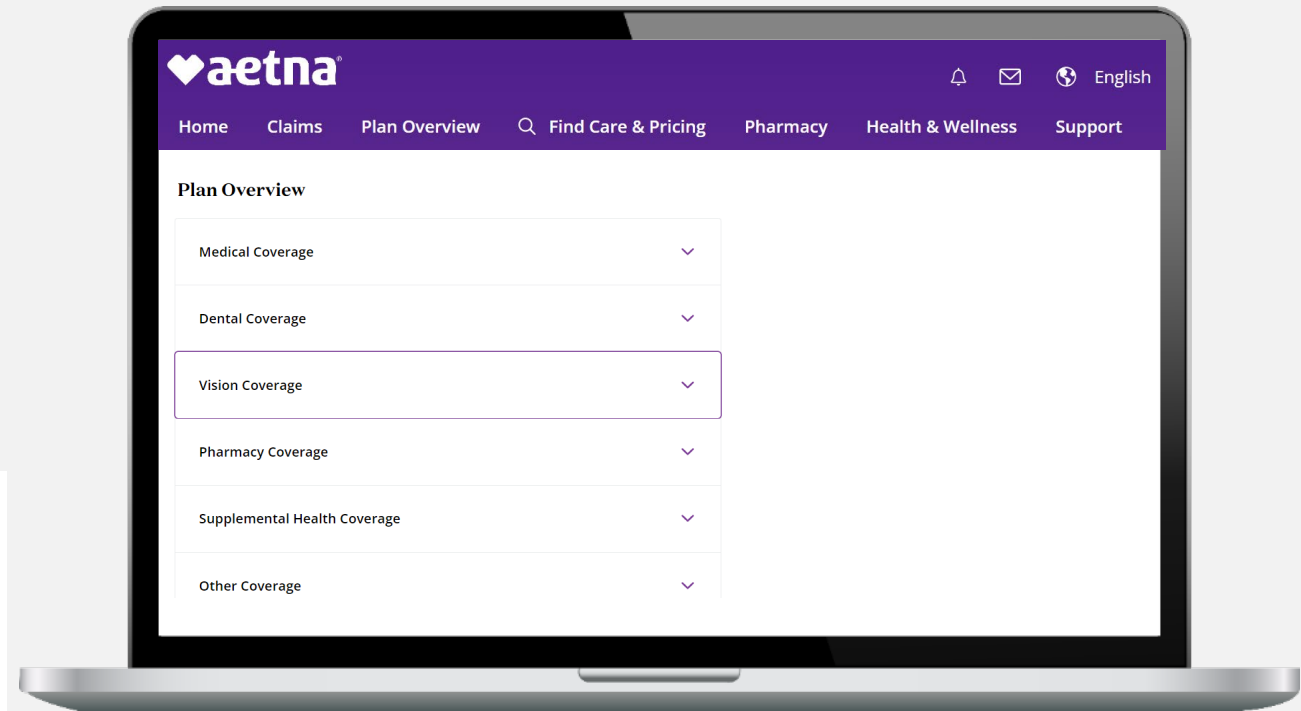 aetna®
English
Home Claims Plan Overview Find Care & Pricing Pharmacy Health & Wellness Support
Plan Overview
Medical Coverage
Dental Coverage
Vision Coverage
Pharmacy Coverage
Supplemental Health Coverage
Other Coverage